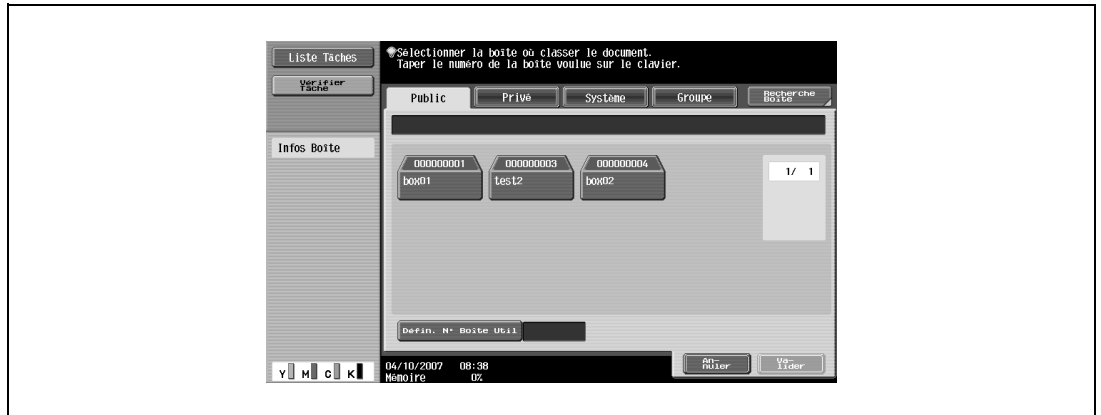 Liste Tâches
Vérifier
Tâche
Sélectionner la boîte où classer le document.
Taper le numéro de la boîte voulue sur le clavier.
Public
Privé
Système
Groupe
Recherche
Boîte
Infos Boîte
000000001
box01
000000003
test2
000000004
box02
1/ 1
Défin. N° Boîte Util
An-
nuler
Va-
lider
Y M C K
04/10/2007 08:38
Mémoire 0%